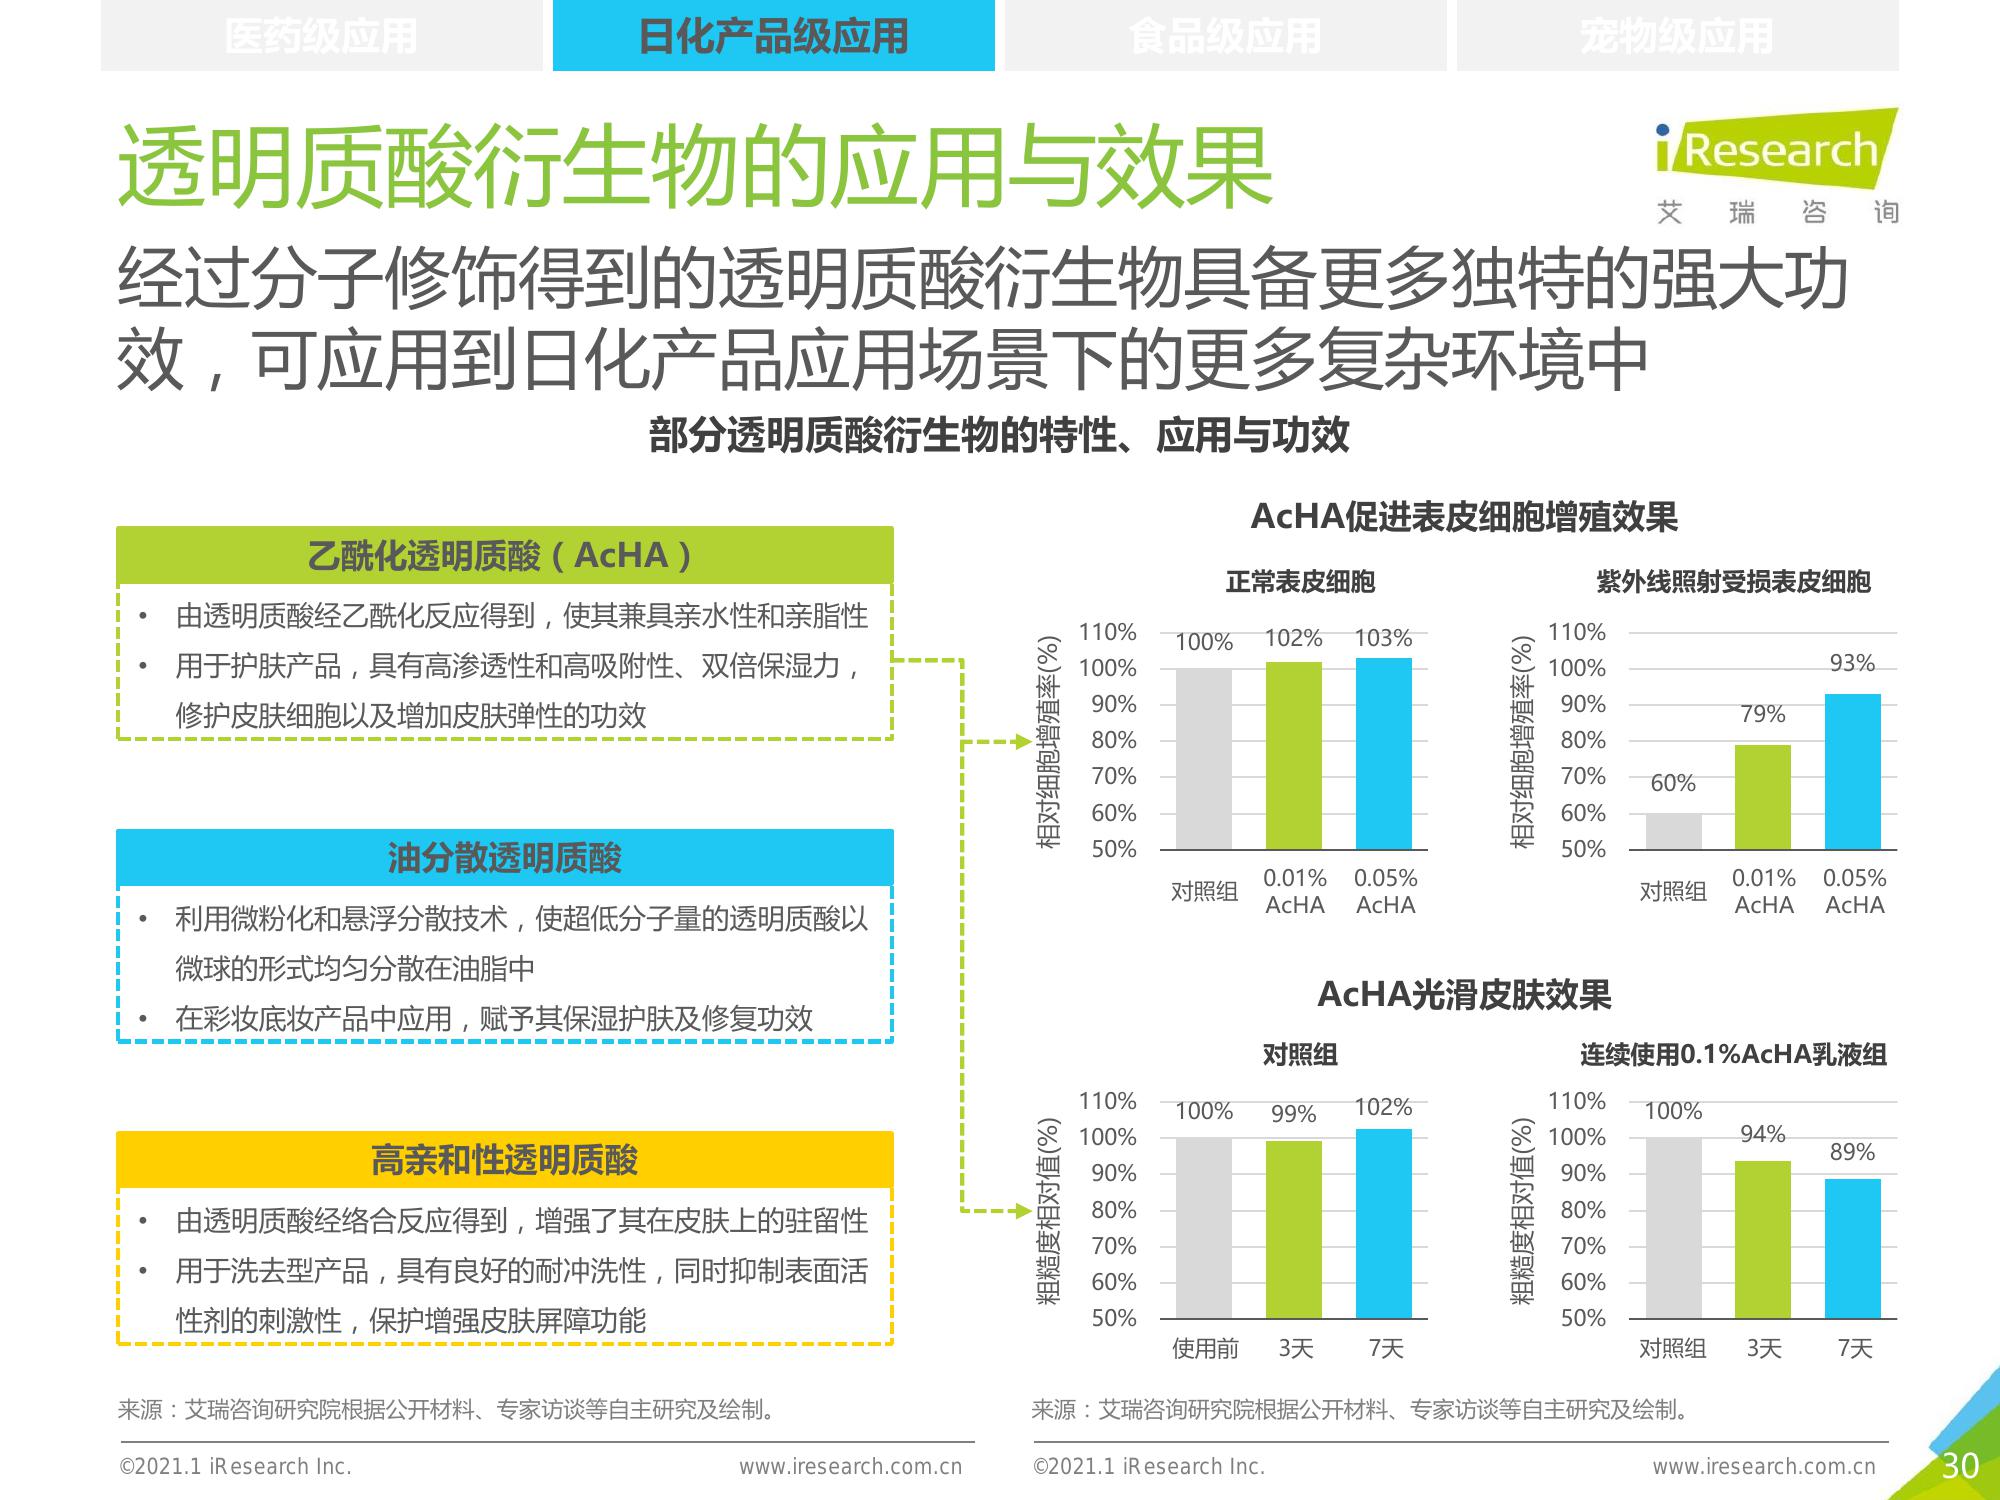 医药级应用
日化产品级应用
食品级应用
宠物级应用
透明质酸衍生物的应用与效果
iResearch
艾 瑞 咨 询
经过分子修饰得到的透明质酸衍生物具备更多独特的强大功
效，可应用到日化产品应用场景下的更多复杂环境中
部分透明质酸衍生物的特性、应用与功效
乙酰化透明质酸（AcHA）
• 由透明质酸经乙酰化反应得到，使其兼具亲水性和亲脂性
• 用于护肤产品，具有高渗透性和高吸附性、双倍保湿力，
修护皮肤细胞以及增加皮肤弹性的功效
油分散透明质酸
• 利用微粉化和悬浮分散技术，使超低分子量的透明质酸以
微球的形式均匀分散在油脂中
• 在彩妆底妆产品中应用，赋予其保湿护肤及修复功效
高亲和性透明质酸
• 由透明质酸经络合反应得到，增强了其在皮肤上的驻留性
• 用于洗去型产品，具有良好的耐冲洗性，同时抑制表面活
性剂的刺激性，保护增强皮肤屏障功能
AcHA促进表皮细胞增殖效果
正常表皮细胞
相对细胞增殖率(%)
110%
100%
90%
80%
70%
60%
50%
100%
102%
103%
对照组
0.01%
AcHA
0.05%
AcHA
紫外线照射受损表皮细胞
相对细胞增殖率(%)
110%
100%
90%
80%
70%
60%
50%
60%
79%
93%
对照组
0.01%
AcHA
0.05%
AcHA
AcHA光滑皮肤效果
对照组
粗糙度相对值(%)
110%
100%
90%
80%
70%
60%
50%
100%
99%
102%
使用前
3天
7天
连续使用0.1%AcHA乳液组
粗糙度相对值(%)
110%
100%
90%
80%
70%
60%
50%
100%
94%
89%
对照组
3天
7天
来源：艾瑞咨询研究院根据公开材料、专家访谈等自主研究及绘制。
来源：艾瑞咨询研究院根据公开材料、专家访谈等自主研究及绘制。
©2021.1 iResearch Inc.
www.iresearch.com.cn
©2021.1 iResearch Inc.
www.iresearch.com.cn
30